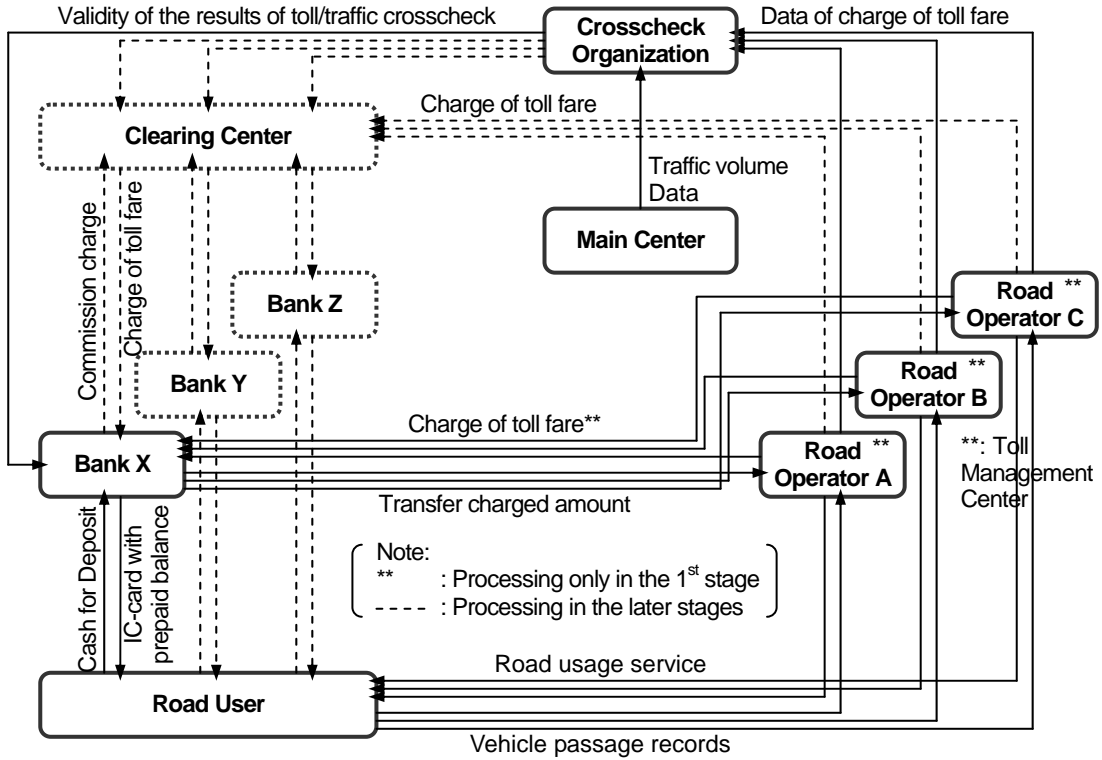 Validity of the results of toll/traffic crosscheck
Crosscheck
Organization
Data of charge of toll fare
Clearing Center
Charge of toll fare
Traffic volume
Data
Main Center
Commission charge
Charge of toll fare
Bank Z
Road **
Operator C
Bank Y
Road **
Operator B
Charge of toll fare**
Bank X
Road **
Operator A
**: Toll
Management
Center
Transfer charged amount
Cash for Deposit
IC-card with
prepaid balance
Note:
** : Processing only in the 1st stage
---- : Processing in the later stages
Road usage service
Road User
Vehicle passage records